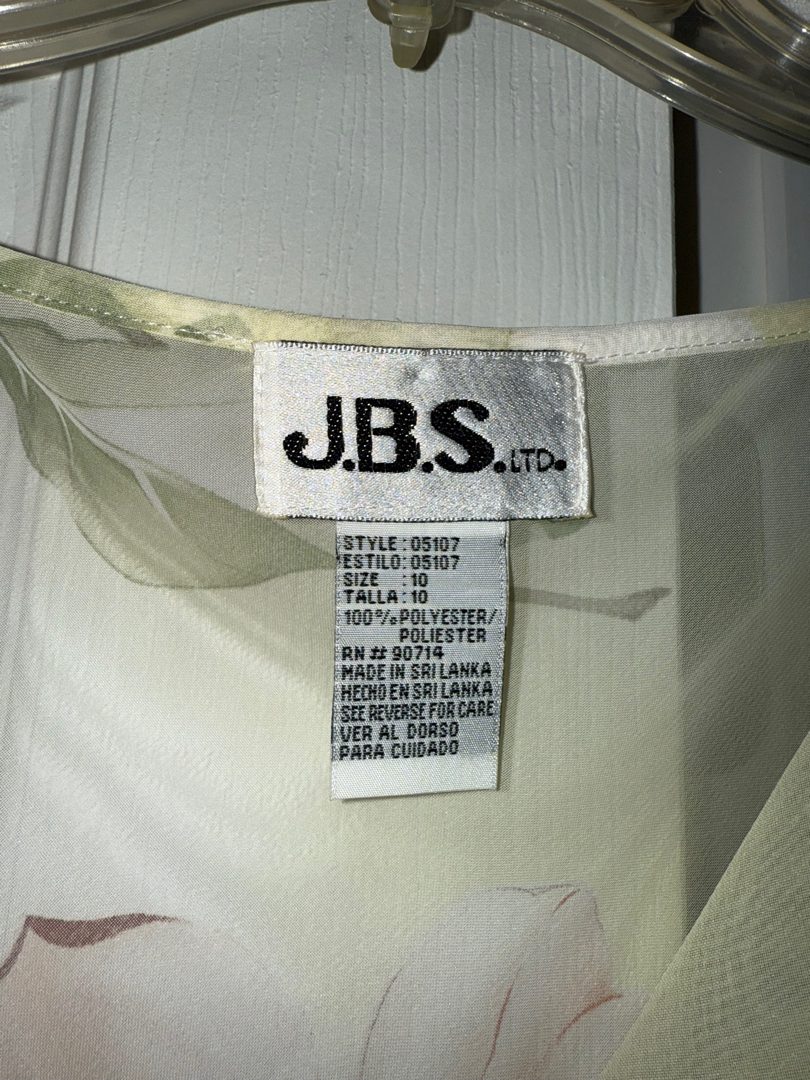 J.B.S. LTD.
STYLE : 05107
ESTILO: 05107
SIZE : 10
TALLA: 10
100% POLYESTER/
POLIESTER
RN # 90714
MADE IN SRI LANKA
HECHO EN SRI LANKA
SEE REVERSE FOR CARE
VER AL DORSO
PARA CUIDADO